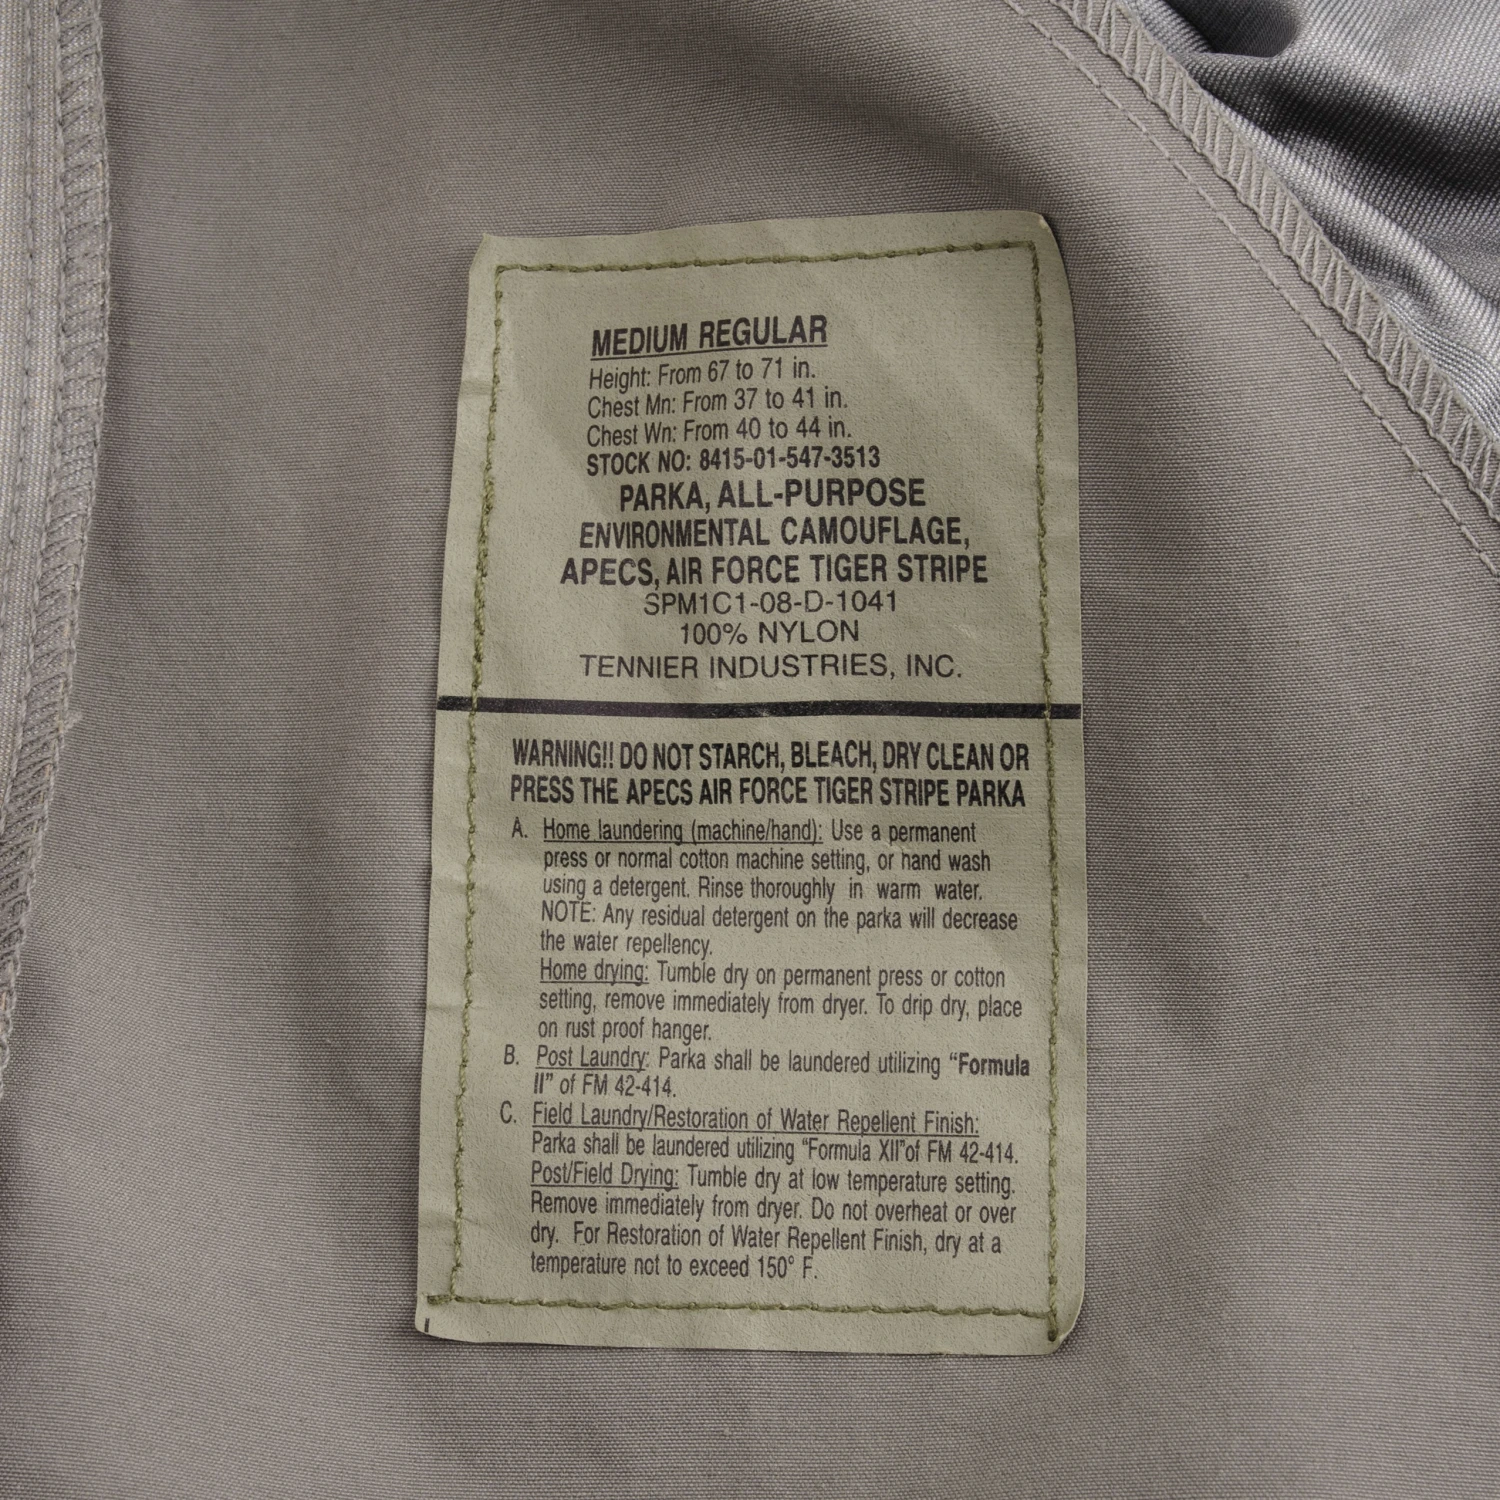 MEDIUM REGULAR
Height: From 67 to 71 in.
Chest Mn: From 37 to 41 in.
Chest Wn: From 40 to 44 in.
STOCK NO: 8415-01-547-3513
PARKA, ALL-PURPOSE
ENVIRONMENTAL CAMOUFLAGE,
APECS, AIR FORCE TIGER STRIPE
SPM1C1-08-D-1041
100% NYLON
TENNIER INDUSTRIES, INC.
WARNING!! DO NOT STARCH, BLEACH, DRY CLEAN OR
PRESS THE APECS AIR FORCE TIGER STRIPE PARKA
A. Home laundering (machine/hand): Use a permanent
press or normal cotton machine setting, or hand wash
using a detergent. Rinse thoroughly in warm water.
NOTE: Any residual detergent on the parka will decrease
the water repellency.
Home drying: Tumble dry on permanent press or cotton
setting, remove immediately from dryer. To drip dry, place
on rust proof hanger.
B. Post Laundry: Parka shall be laundered utilizing “Formula
II” of FM 42-414.
C. Field Laundry/Restoration of Water Repellent Finish:
Parka shall be laundered utilizing “Formula XII”of FM 42-414.
Post/Field Drying: Tumble dry at low temperature setting.
Remove immediately from dryer. Do not overheat or over
dry. For Restoration of Water Repellent Finish, dry at a
temperature not to exceed 150° F.